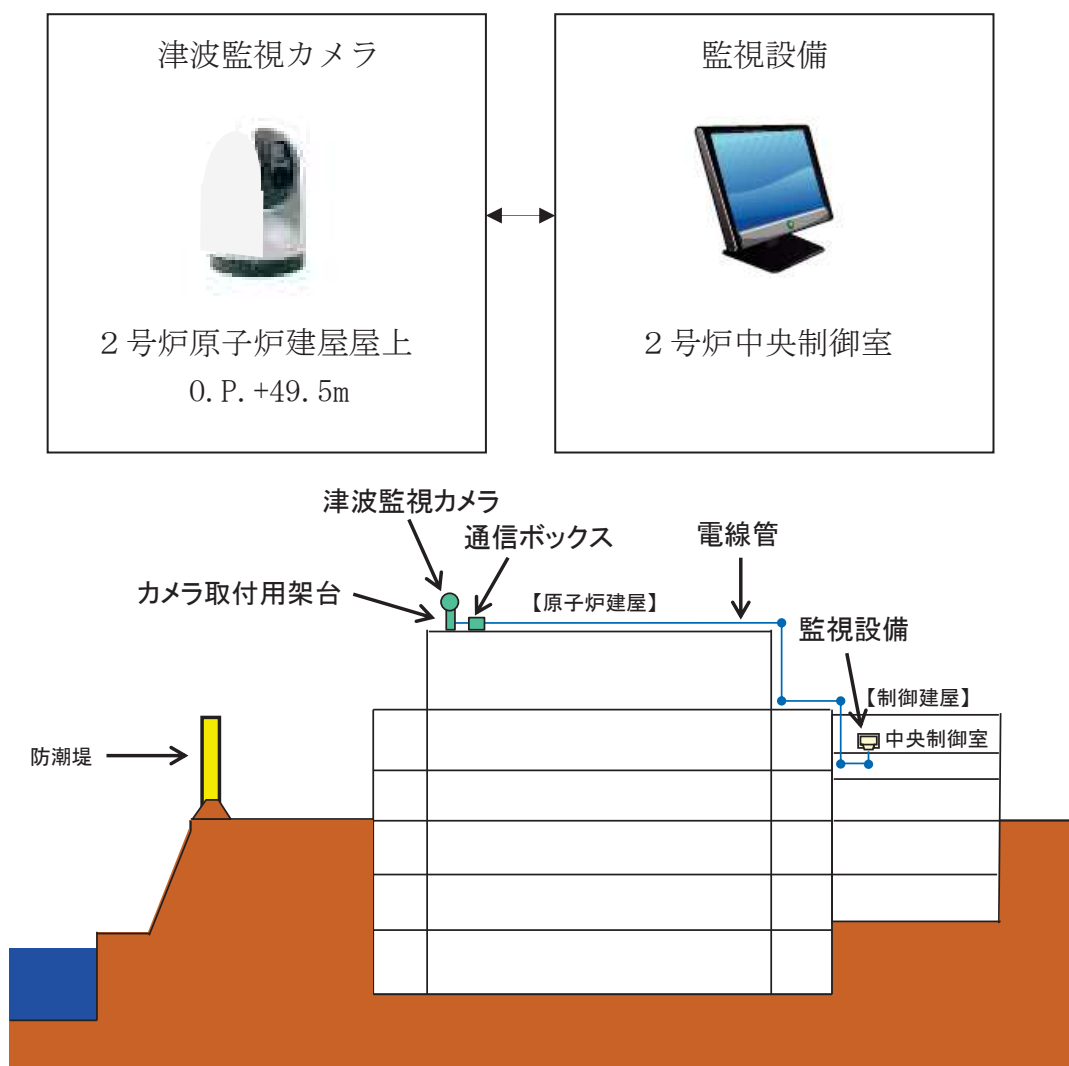 津波監視カメラ
監視設備
２号炉原子炉建屋屋上
O.P.+49.5m
２号炉中央制御室
津波監視カメラ
通信ボックス
電線管
カメラ取付用架台
【原子炉建屋】
監視設備
【制御建屋】
中央制御室
防潮堤